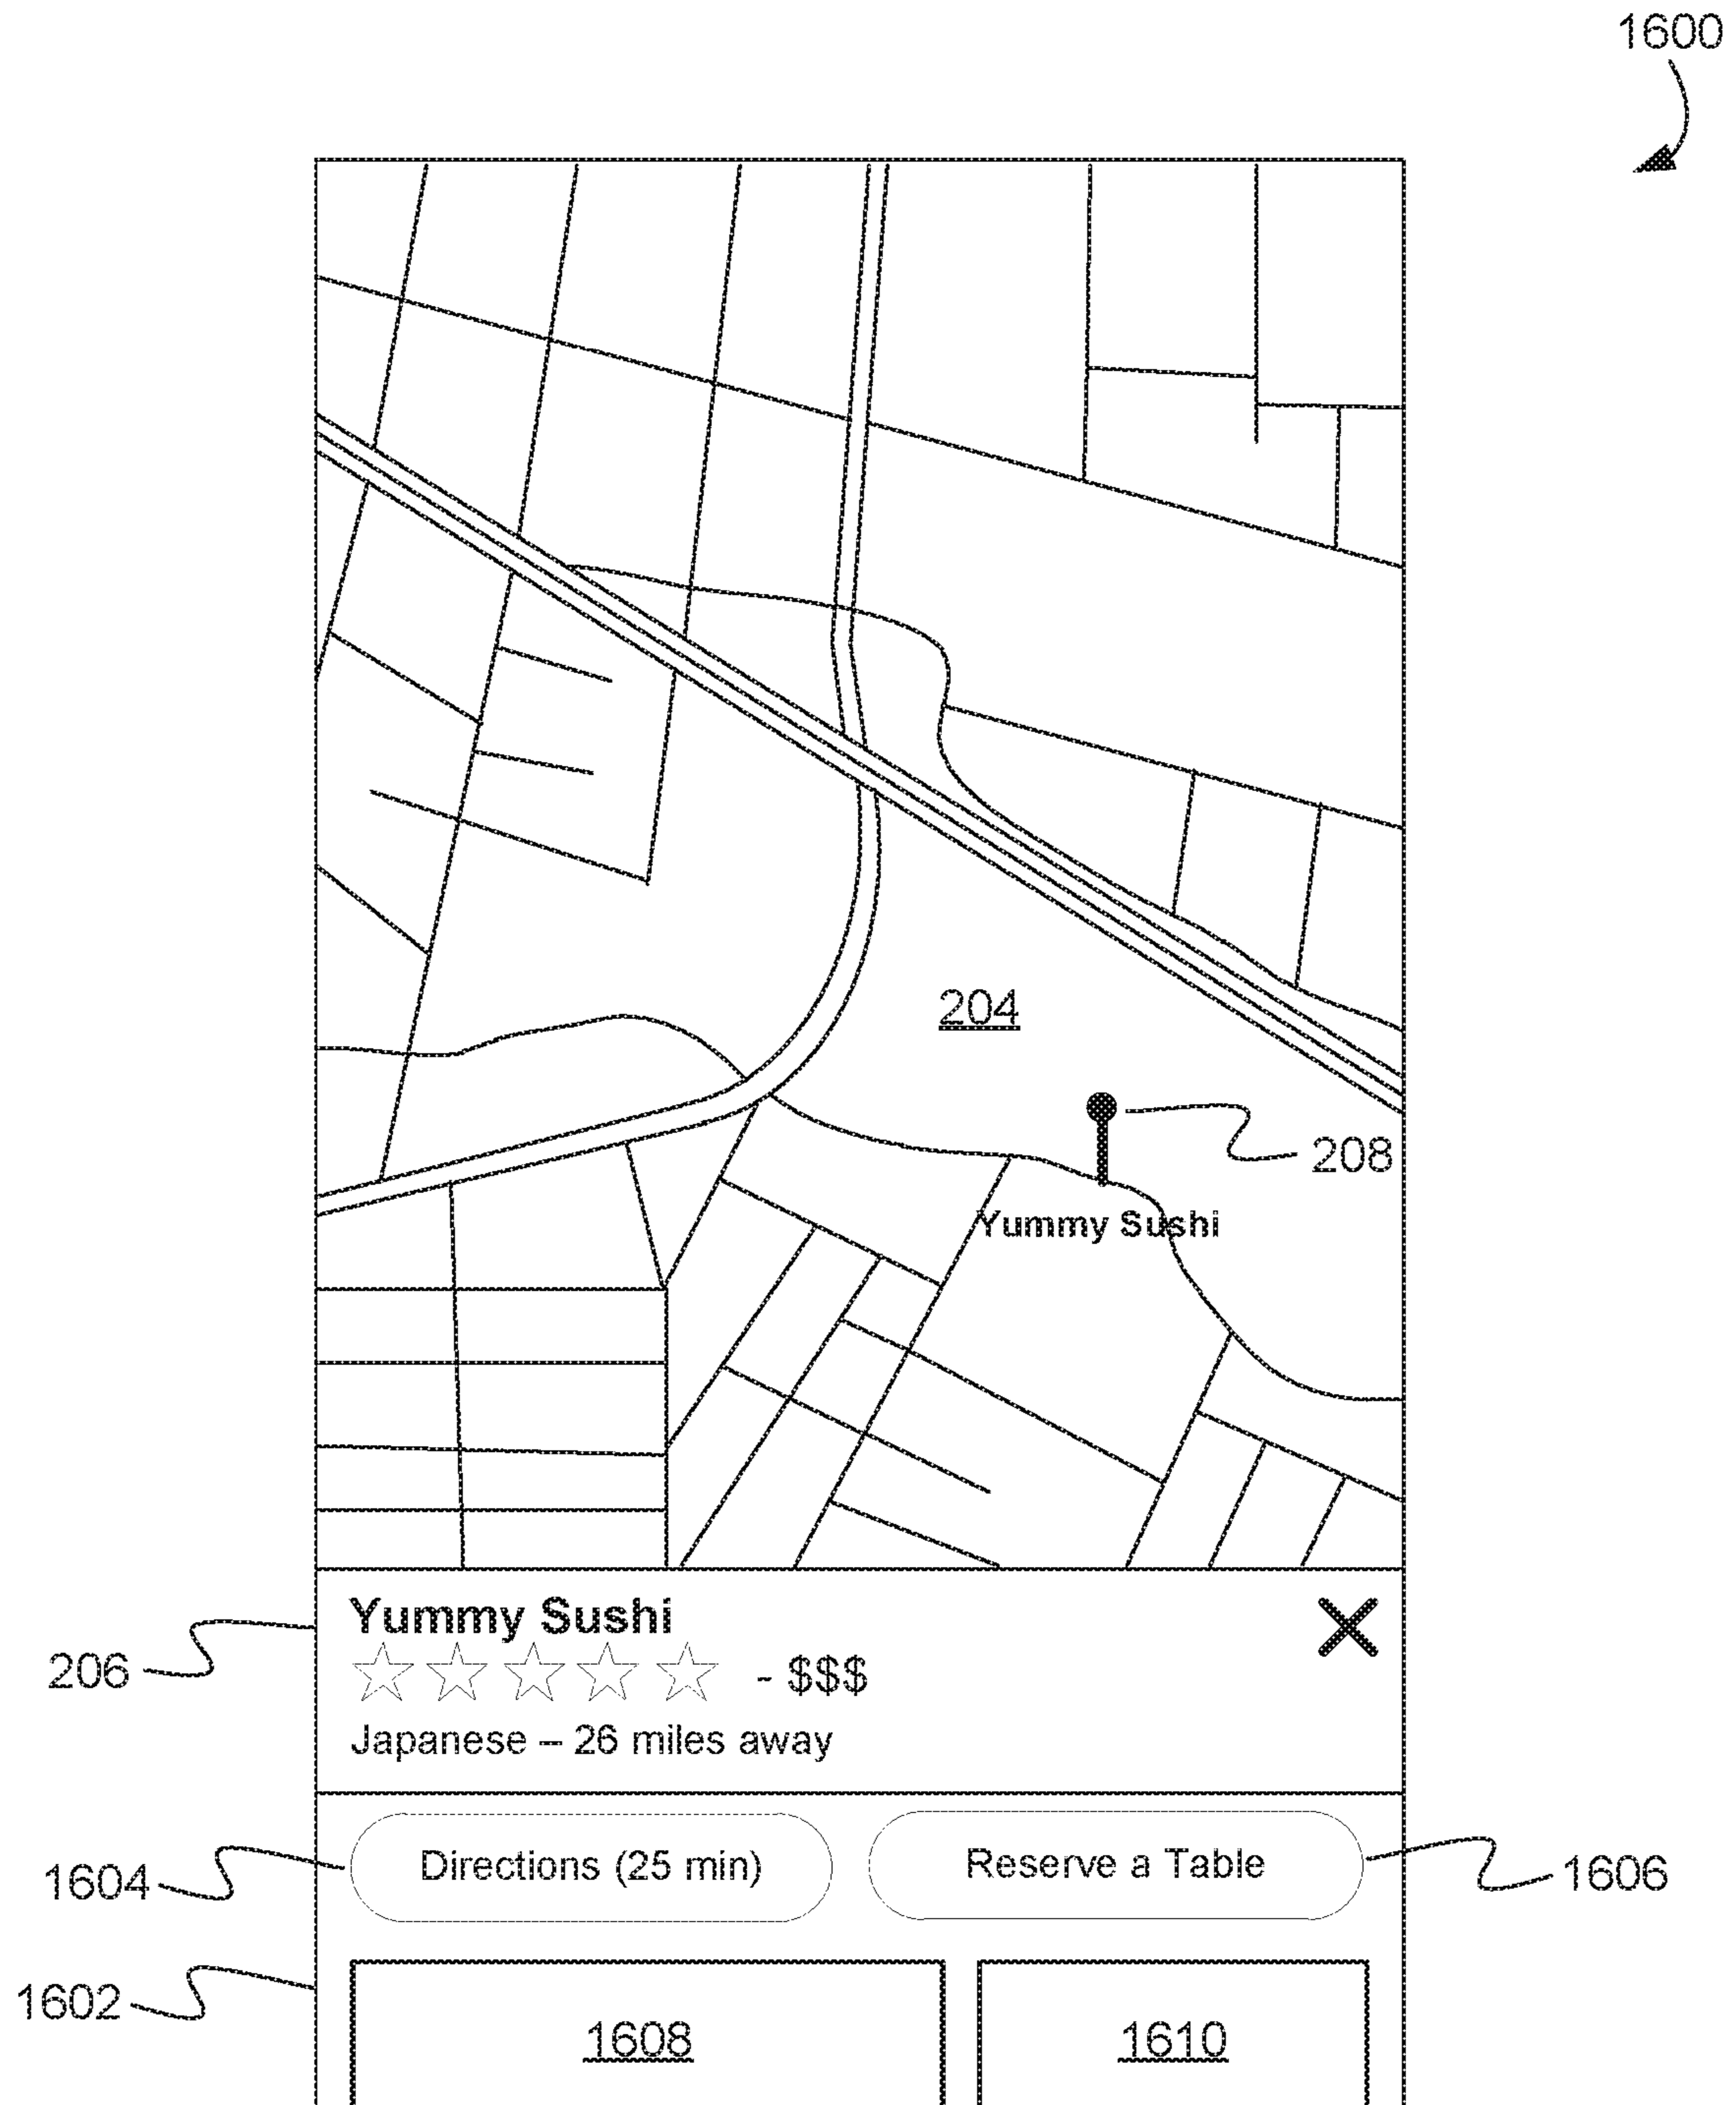 1600
204
208
Yummy Sushi
Yummy Sushi
206
- $$$
Japanese – 26 miles away
Directions (25 min)
Reserve a Table
1604
1606
1602
1608
1610